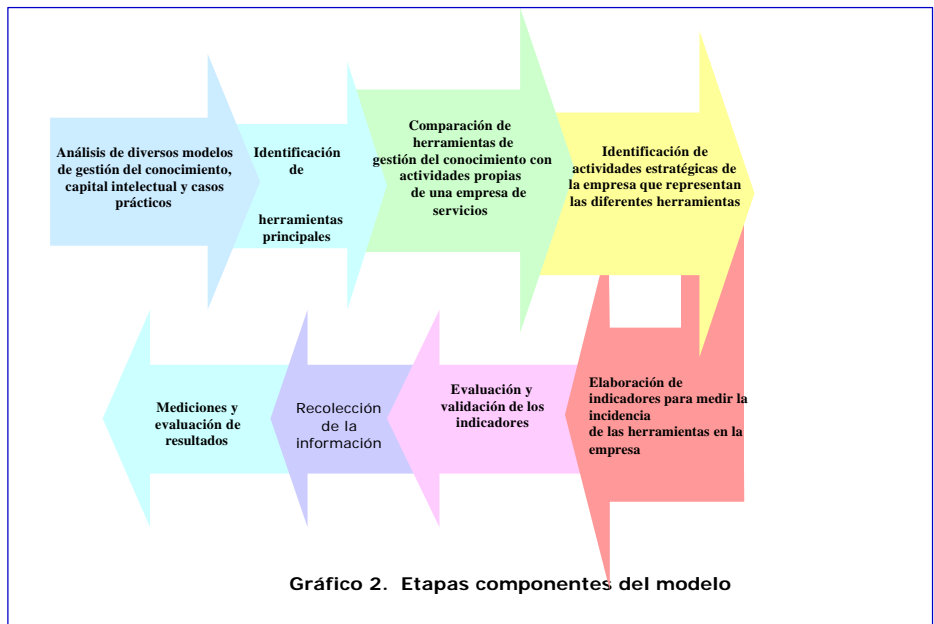 Análisis de diversos modelos
de gestión del conocimiento,
capital intelectual y casos
prácticos
Identificación
de
herramientas
principales
Comparación de
herramientas de
gestión del conocimiento con
actividades propias
de una empresa de
servicios
Identificación de
actividades estratégicas de
la empresa que representan
las diferentes herramientas
Elaboración de
indicadores para medir la
incidencia
de las herramientas en la
empresa
Evaluación y
validación de los
indicadores
Recolección
de la
información
Mediciones y
evaluación de
resultados
Gráfico 2. Etapas componentes del modelo